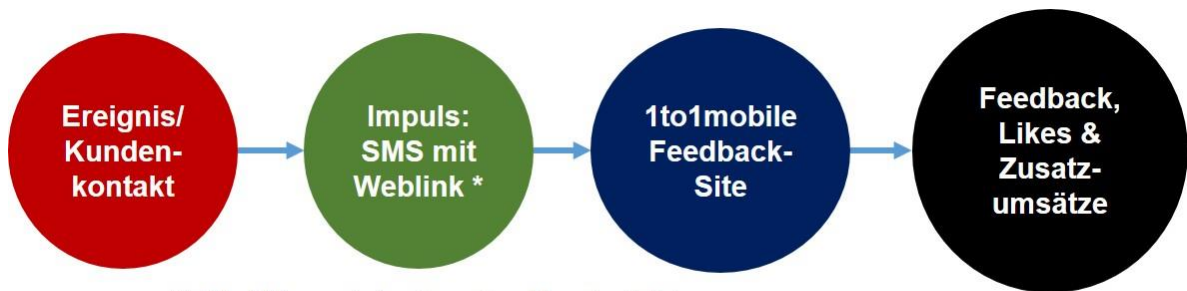 Ereignis/
Kunden-
kontakt
Impuls:
SMS mit
Weblink *
1to1mobile
Feedback-
Site
Feedback,
Likes &
Zusatz-
umsätze